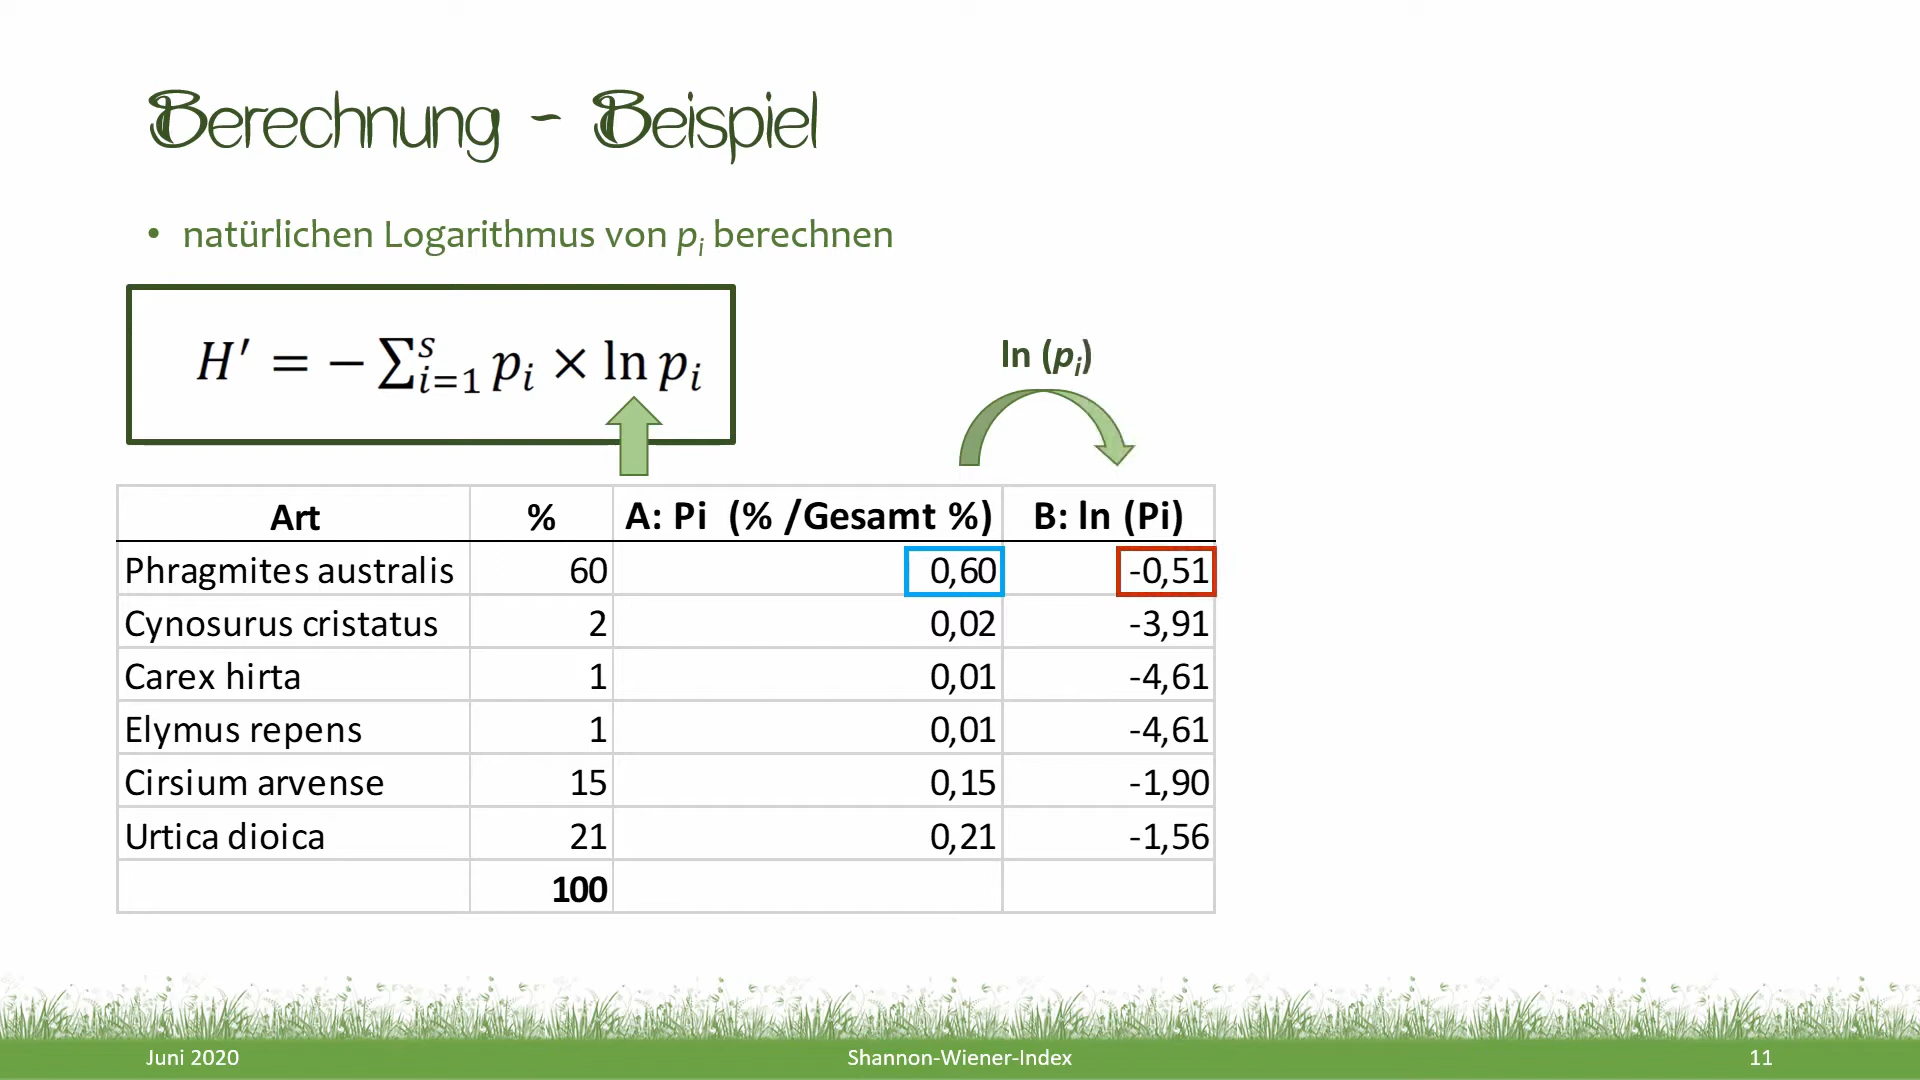 Berechnung - Beispiel
• natürlichen Logarithmus von pi berechnen
H′ = − ∑ˢᵢ₌₁ pᵢ × ln pᵢ
ln (pi)
Art % A: Pi (% /Gesamt %) B: ln (Pi)
Phragmites australis 60 0,60 -0,51
Cynosurus cristatus 2 0,02 -3,91
Carex hirta 1 0,01 -4,61
Elymus repens 1 0,01 -4,61
Cirsium arvense 15 0,15 -1,90
Urtica dioica 21 0,21 -1,56
100
Juni 2020 Shannon-Wiener-Index 11